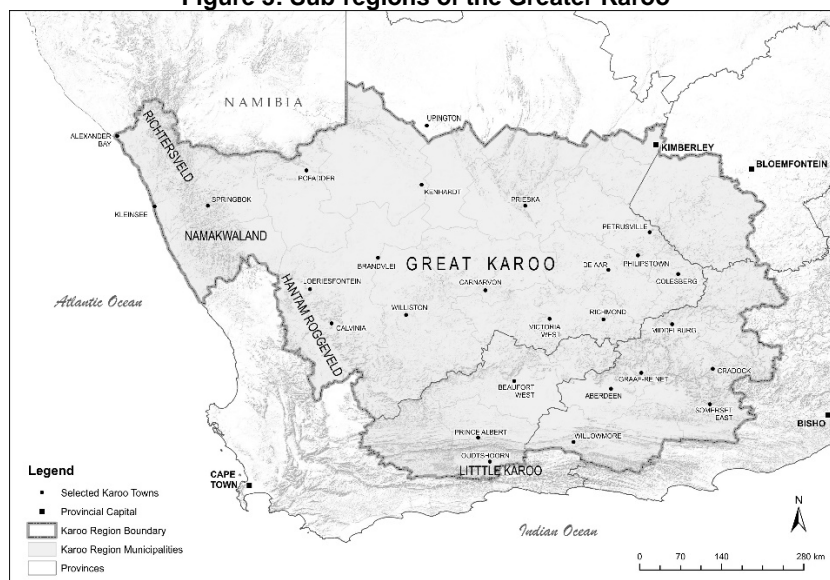 Figure 3: Sub regions of the Greater Karoo
NAMIBIA
UPINGTON
RICHTERSVELD
ALEXANDER
BAY
KIMBERLEY
BLOEMFONTEIN
POFADDER
KENHARDT
SPRINGBOK
PRIESKA
KLEINSEE
NAMAKWALAND
PETRUSVILLE
BRANDVLEI
GREAT KAROO
DE AAR
PHILIPSTOWN
COLESBERG
LOERIESFONTEIN
CARNARVON
HANTAM ROGGEVELD
Atlantic Ocean
WILLISTON
CALVINIA
VICTORIA
WEST
RICHMOND
MIDDELBURG
BEAUFORT
WEST
GRAAF-REINET
CRADOCK
ABERDEEN
SOMERSET
EAST
BISHO
PRINCE ALBERT
WILLOWMORE
OUDTSHOORN
LITTTLE KAROO
CAPE
TOWN
Indian Ocean
Legend
Selected Karoo Towns
Provincial Capital
Karoo Region Boundary
Karoo Region Municipalities
Provinces
N
0 70 140 280 km